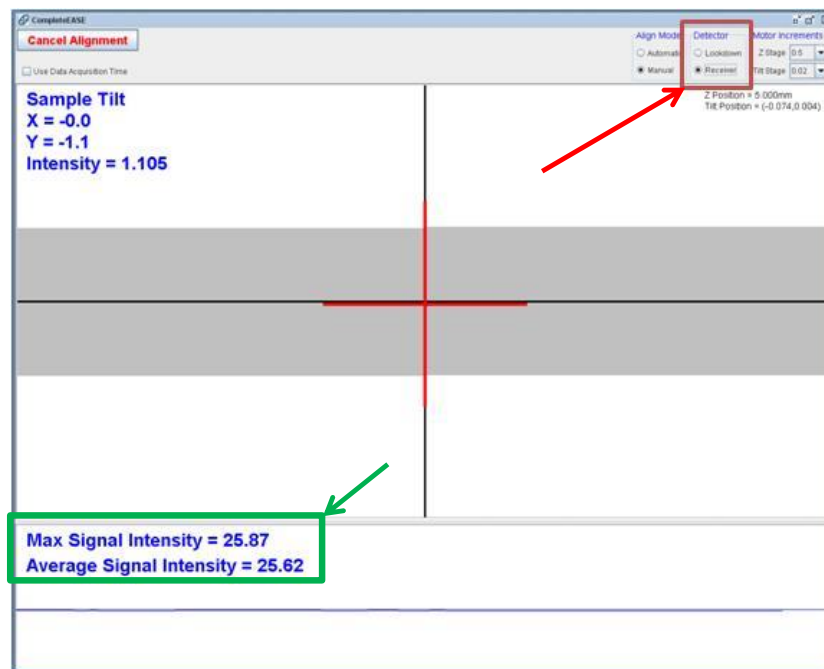 CompleteEASE
Cancel Alignment
Align Mode Detector Motor Increments
Automati Lookdown Z Stage 0.5
Use Data Acquisition Time Manual Receiver Tilt Stage 0.02
Sample Tilt
Z Position = 5.000mm
X = -0.0
Tilt Position = (-0.074,0.004)
Y = -1.1
Intensity = 1.105
Max Signal Intensity = 25.87
Average Signal Intensity = 25.62